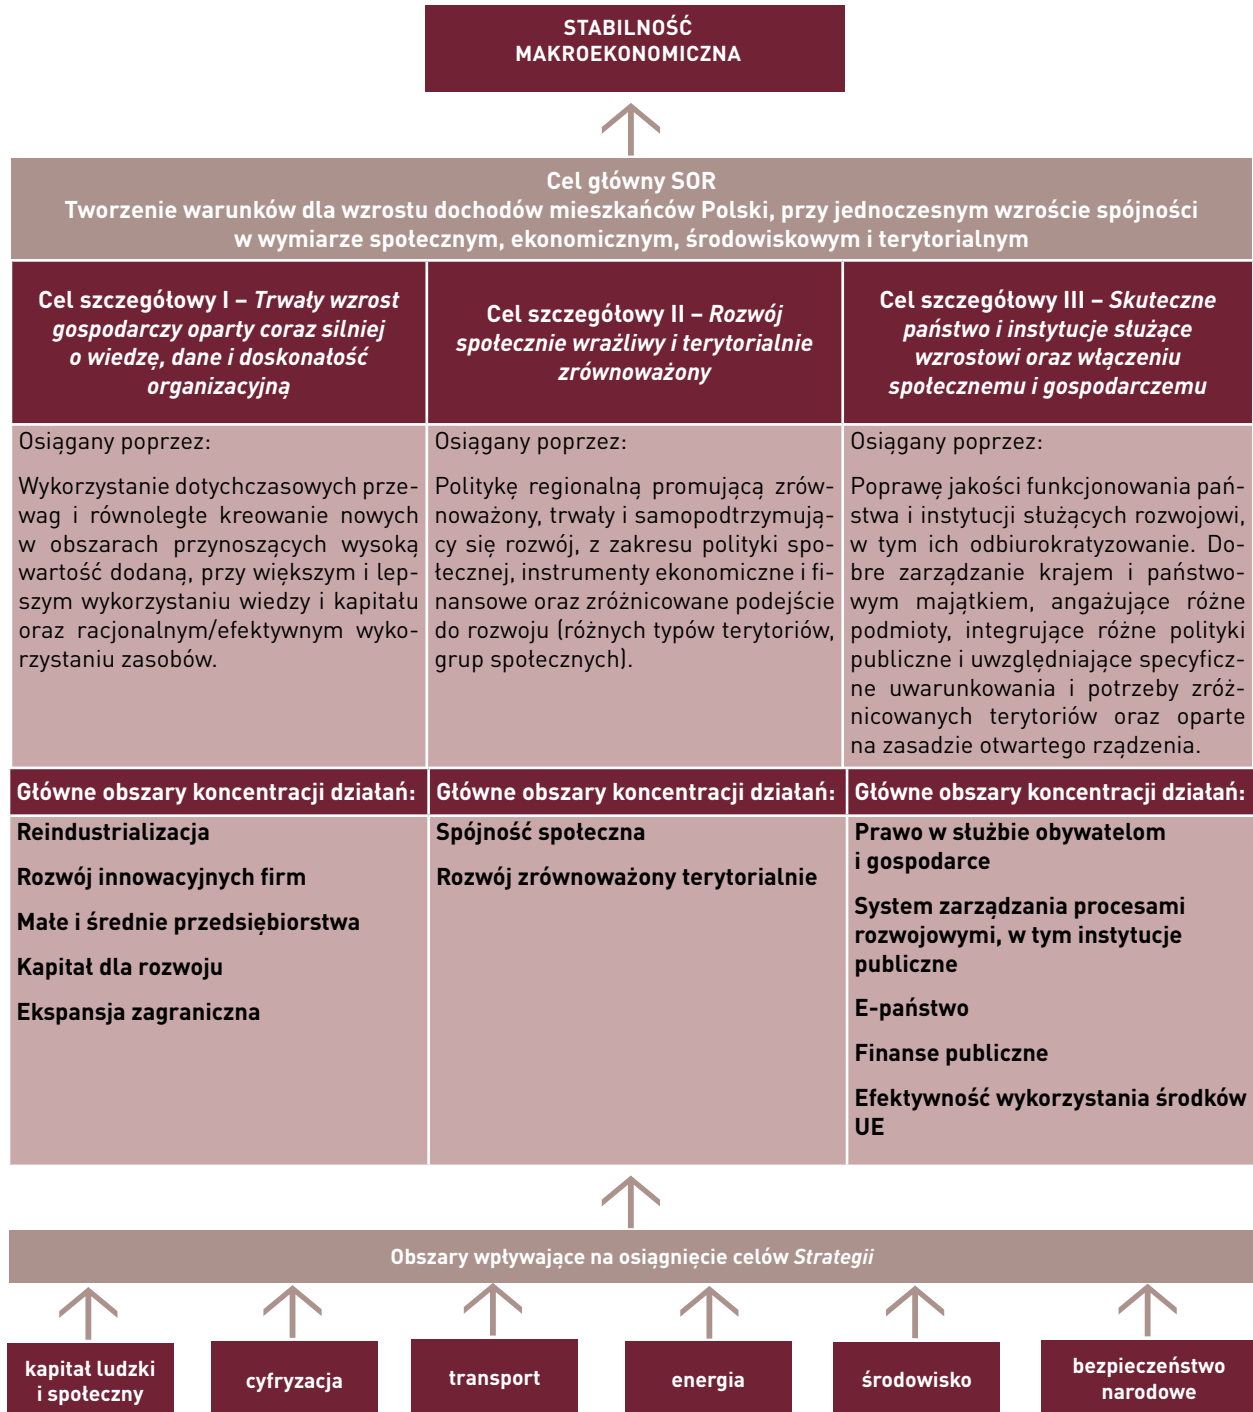 STABILNOŚĆ
MAKROEKONOMICZNA
Cel główny SOR
Tworzenie warunków dla wzrostu dochodów mieszkańców Polski, przy jednoczesnym wzroście spójności
w wymiarze społecznym, ekonomicznym, środowiskowym i terytorialnym
Cel szczegółowy I – Trwały wzrost
gospodarczy oparty coraz silniej
o wiedzę, dane i doskonałość
organizacyjną
Cel szczegółowy II – Rozwój
społecznie wrażliwy i terytorialnie
zrównoważony
Cel szczegółowy III – Skuteczne
państwo i instytucje służące
wzrostowi oraz włączeniu
społecznemu i gospodarczemu
Osiągany poprzez:
Wykorzystanie dotychczasowych prze-
wag i równoległe kreowanie nowych
w obszarach przynoszących wysoką
wartość dodaną, przy większym i lep-
szym wykorzystaniu wiedzy i kapitału
oraz racjonalnym/efektywnym wyko-
rzystaniu zasobów.
Osiągany poprzez:
Politykę regionalną promującą zrów-
noważony, trwały i samopodtrzymują-
cy się rozwój, z zakresu polityki spo-
łecznej, instrumenty ekonomiczne i fi-
nansowe oraz zróżnicowane podejście
do rozwoju (różnych typów terytoriów,
grup społecznych).
Osiągany poprzez:
Poprawę jakości funkcjonowania pań-
stwa i instytucji służących rozwojowi,
w tym ich odbiurokratyzowanie. Do-
bre zarządzanie krajem i państwo-
wym majątkiem, angażujące różne
podmioty, integrujące różne polityki
publiczne i uwzględniające specyficz-
ne uwarunkowania i potrzeby zróż-
nicowanych terytoriów oraz oparte
na zasadzie otwartego rządzenia.
Główne obszary koncentracji działań:
Reindustrializacja
Rozwój innowacyjnych firm
Małe i średnie przedsiębiorstwa
Kapitał dla rozwoju
Ekspansja zagraniczna
Główne obszary koncentracji działań:
Spójność społeczna
Rozwój zrównoważony terytorialnie
Główne obszary koncentracji działań:
Prawo w służbie obywatelom
i gospodarce
System zarządzania procesami
rozwojowymi, w tym instytucje
publiczne
E-państwo
Finanse publiczne
Efektywność wykorzystania środków
UE
Obszary wpływające na osiągnięcie celów Strategii
kapitał ludzki
i społeczny
cyfryzacja
transport
energia
środowisko
bezpieczeństwo
narodowe